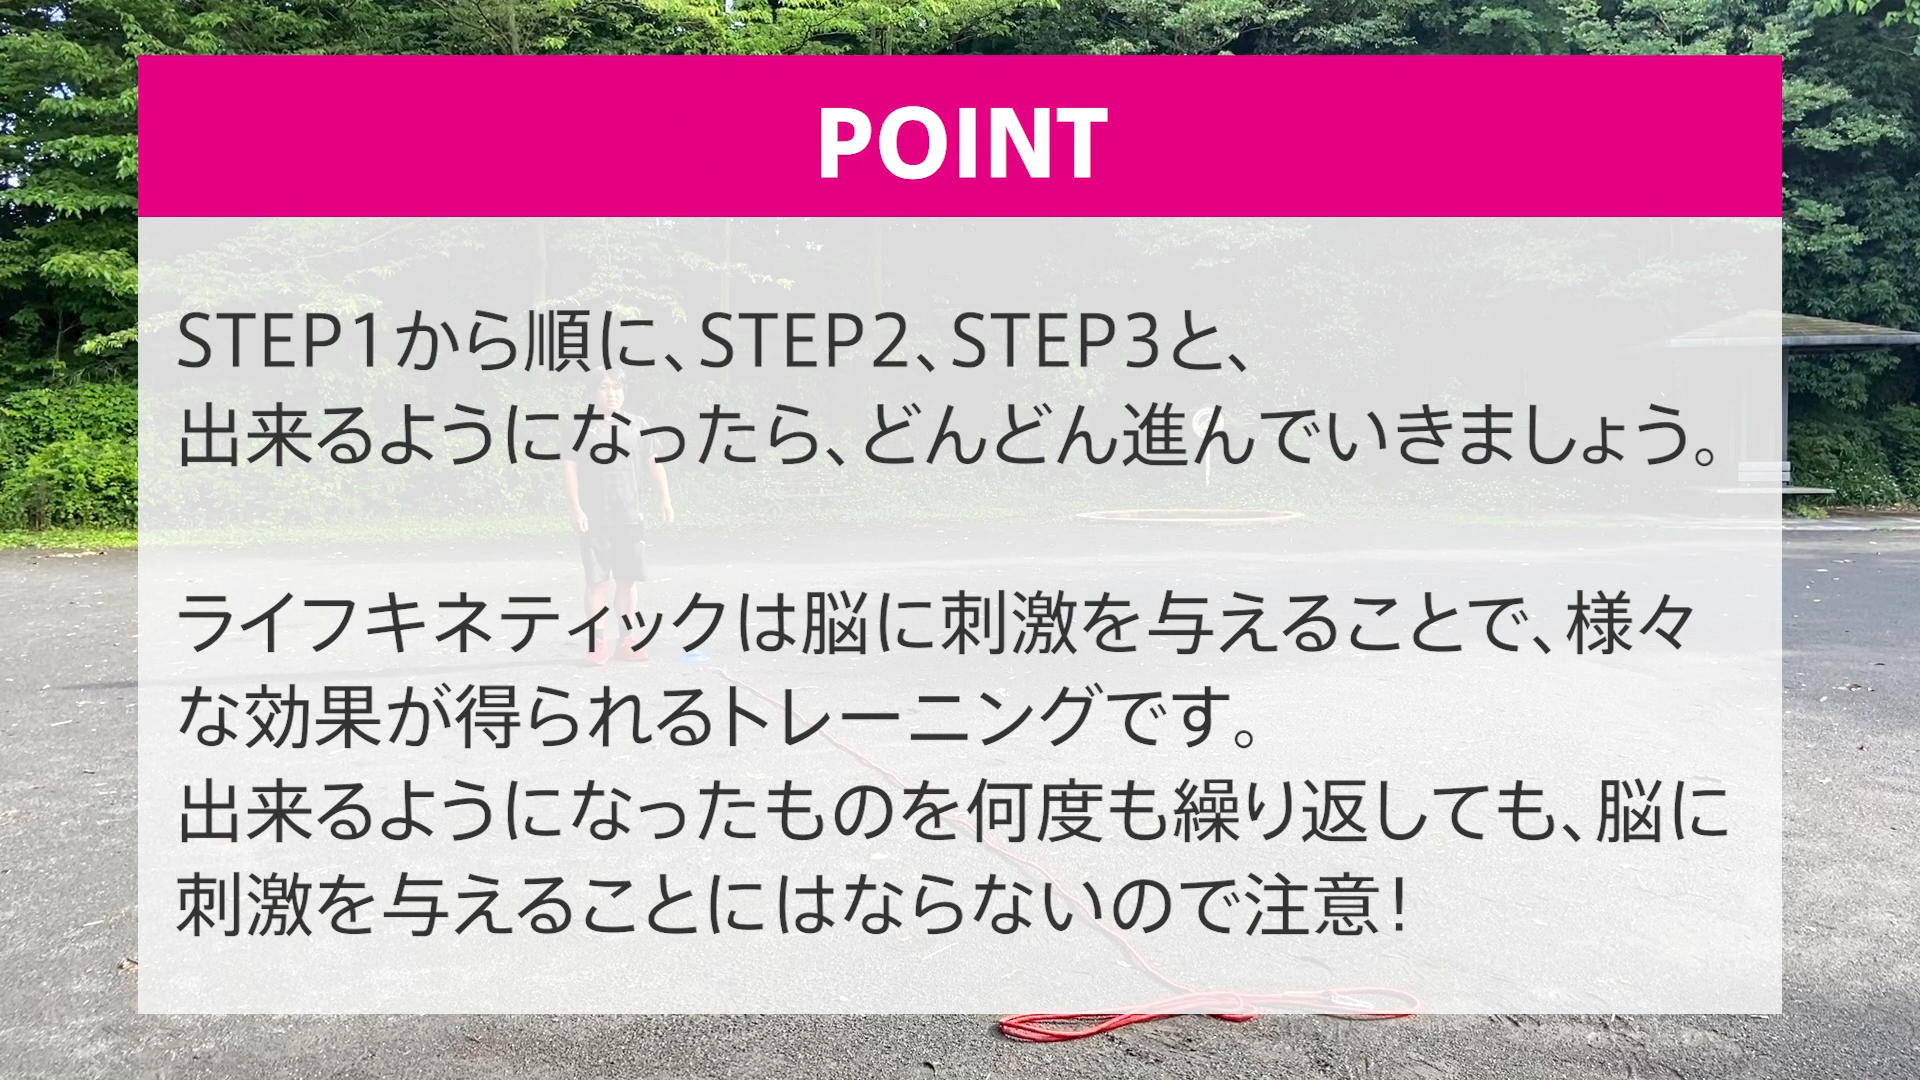 POINT
STEP1から順に、STEP2、STEP3と、
出来るようになったら、どんどん進んでいきましょう。
ライフキネティックは脳に刺激を与えることで、様々
な効果が得られるトレーニングです。
出来るようになったものを何度も繰り返しても、脳に
刺激を与えることにはならないので注意！